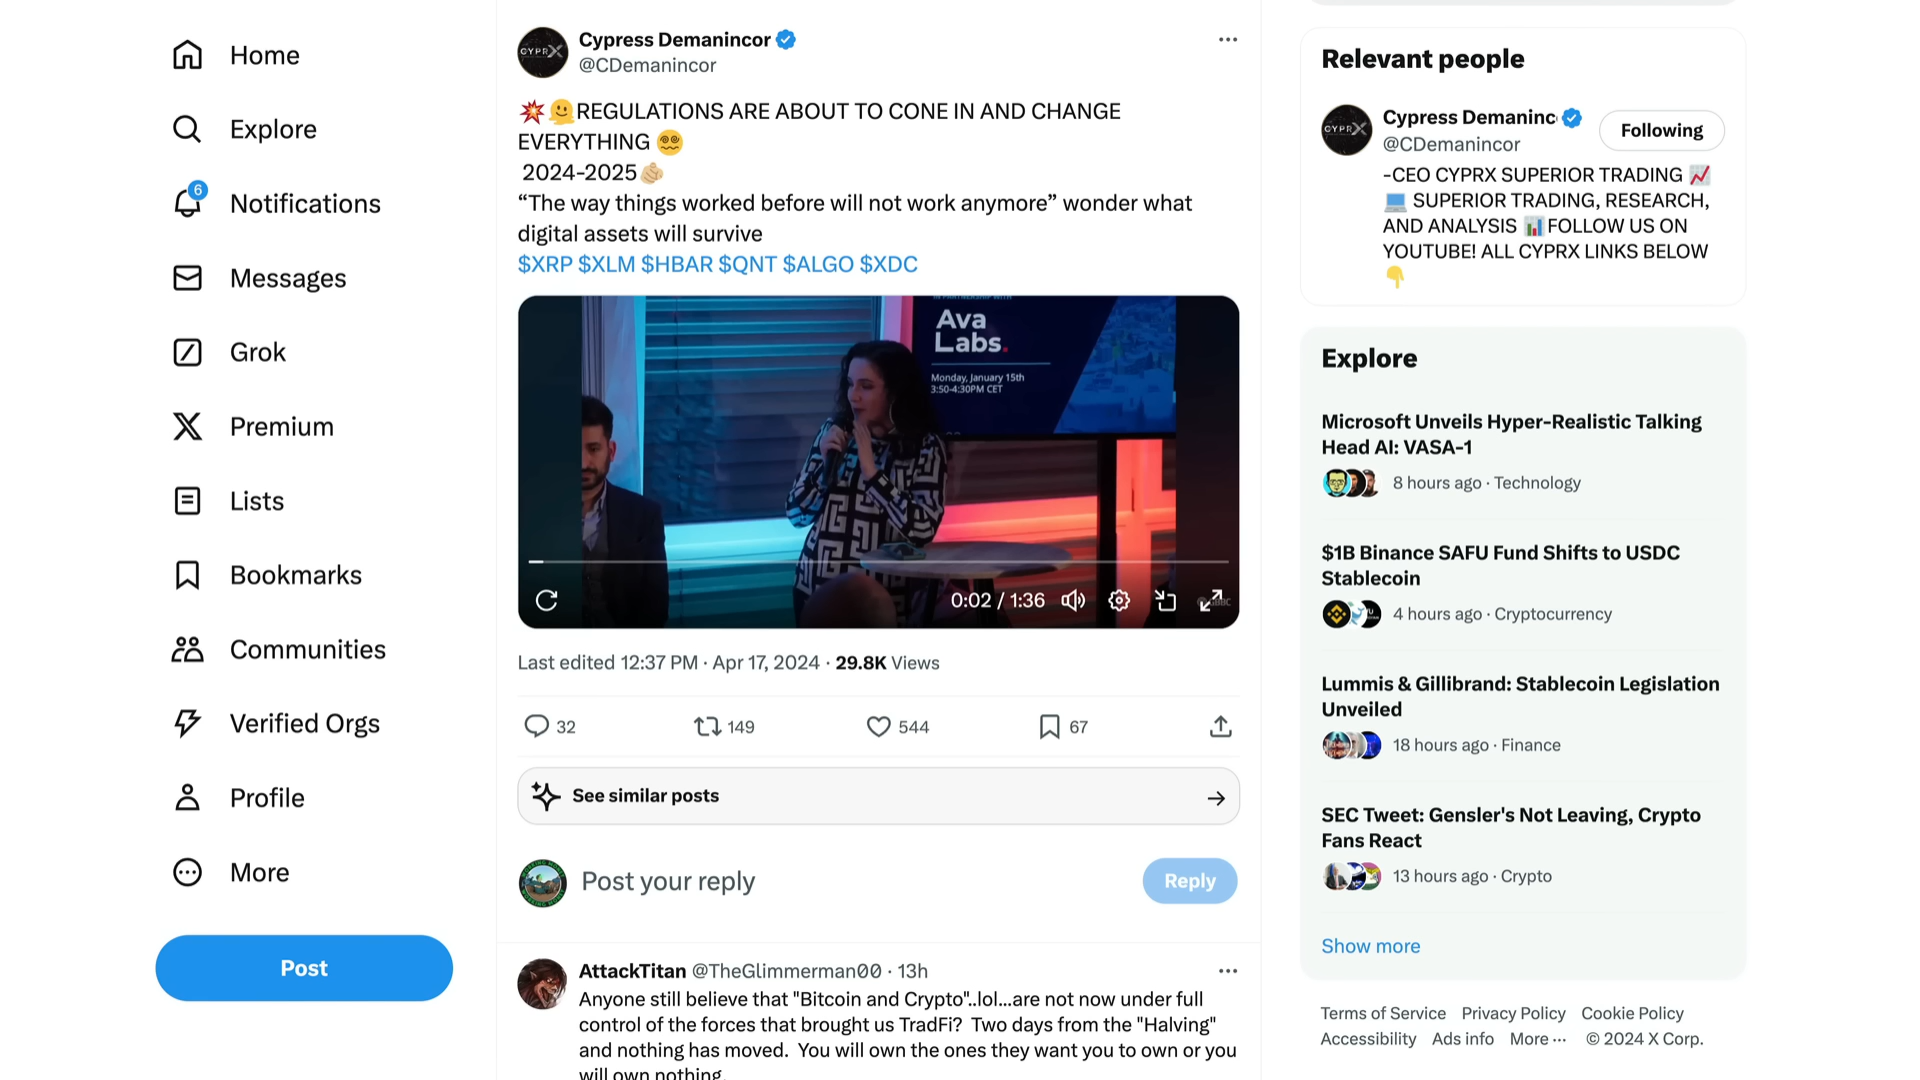 Home
Explore
6
Notifications
Messages
Grok
Premium
Lists
Bookmarks
Communities
Verified Orgs
Profile
More
Post
CYPRX
Cypress Demanincor
@CDemanincor
💥🫠REGULATIONS ARE ABOUT TO CONE IN AND CHANGE
EVERYTHING 😵‍💫
2024-2025🫵🏼
“The way things worked before will not work anymore” wonder what
digital assets will survive
$XRP $XLM $HBAR $QNT $ALGO $XDC
IN PARTNERSHIP WITH
Ava
Labs.
Monday, January 15th
3:50-4:30PM CET
0:02 / 1:36
Last edited 12:37 PM · Apr 17, 2024 · 29.8K Views
32
149
544
67
See similar posts
Post your reply
Reply
AttackTitan @TheGlimmerman00 · 13h
Anyone still believe that "Bitcoin and Crypto"..lol...are not now under full
control of the forces that brought us TradFi? Two days from the "Halving"
and nothing has moved. You will own the ones they want you to own or you
will own nothing.
Relevant people
CYPRX
Cypress Demaninc
@CDemanincor
Following
-CEO CYPRX SUPERIOR TRADING 📈
💻 SUPERIOR TRADING, RESEARCH,
AND ANALYSIS 📊FOLLOW US ON
YOUTUBE! ALL CYPRX LINKS BELOW
👇
Explore
Microsoft Unveils Hyper-Realistic Talking
Head AI: VASA-1
8 hours ago · Technology
$1B Binance SAFU Fund Shifts to USDC
Stablecoin
4 hours ago · Cryptocurrency
Lummis & Gillibrand: Stablecoin Legislation
Unveiled
18 hours ago · Finance
SEC Tweet: Gensler's Not Leaving, Crypto
Fans React
13 hours ago · Crypto
Show more
Terms of Service Privacy Policy Cookie Policy
Accessibility Ads info More ··· © 2024 X Corp.